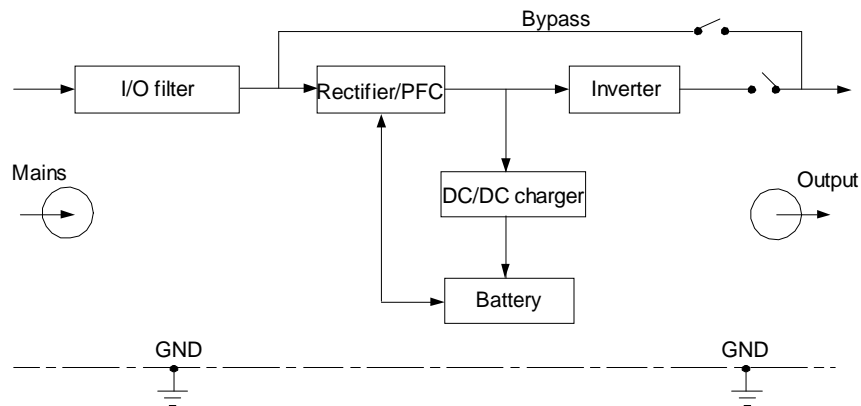 Bypass
I/O filter
Rectifier/PFC
Inverter
Mains
DC/DC charger
Output
Battery
GND
GND